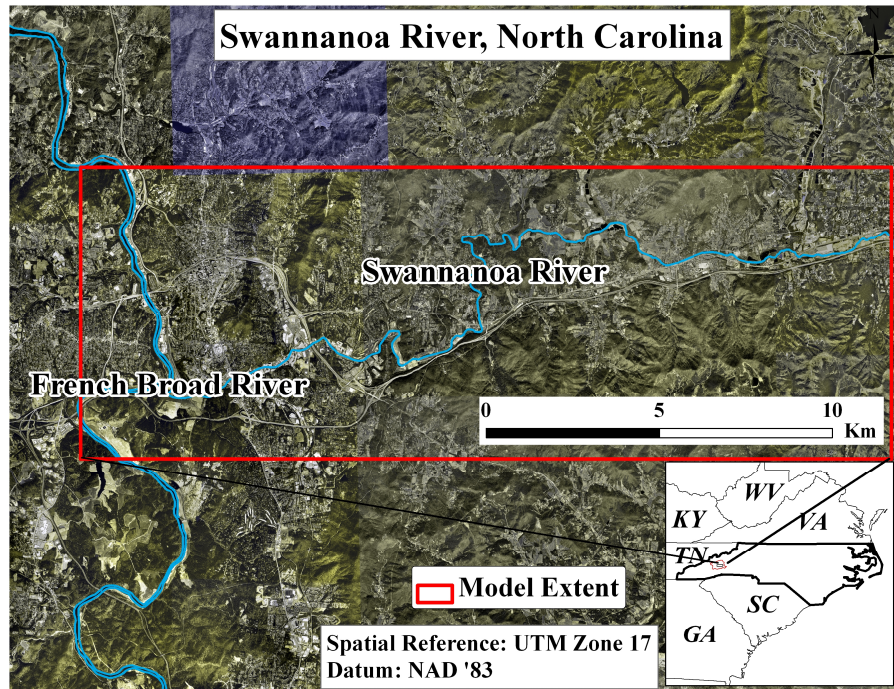 Swannanoa River, North Carolina
N
Swannanoa River
French Broad River
0 5 10
Km
WV
KY
VA
TN
SC
GA
Model Extent
Spatial Reference: UTM Zone 17
Datum: NAD '83